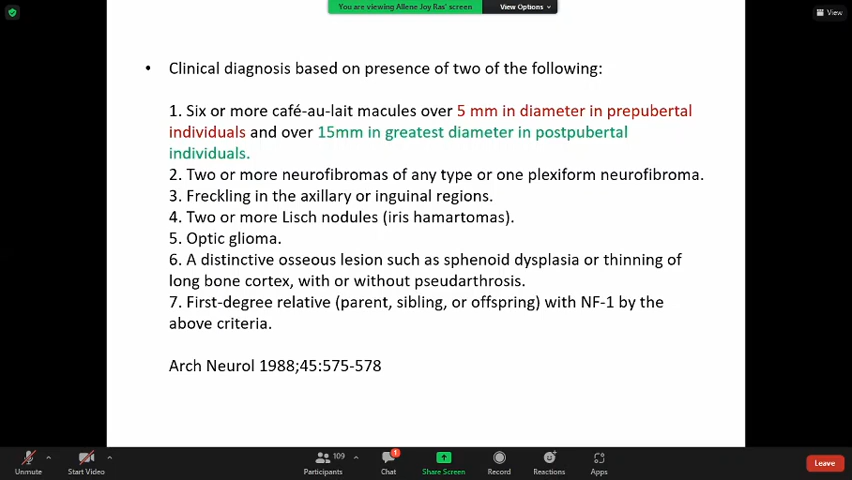 You are viewing Allene Joy Ras' screen
View Options
View
• Clinical diagnosis based on presence of two of the following:
1. Six or more café-au-lait macules over 5 mm in diameter in prepubertal
individuals and over 15mm in greatest diameter in postpubertal
individuals.
2. Two or more neurofibromas of any type or one plexiform neurofibroma.
3. Freckling in the axillary or inguinal regions.
4. Two or more Lisch nodules (iris hamartomas).
5. Optic glioma.
6. A distinctive osseous lesion such as sphenoid dysplasia or thinning of
long bone cortex, with or without pseudarthrosis.
7. First-degree relative (parent, sibling, or offspring) with NF-1 by the
above criteria.
Arch Neurol 1988;45:575-578
109
1
Unmute
Start Video
Participants
Chat
Share Screen
Record
Reactions
Apps
Leave